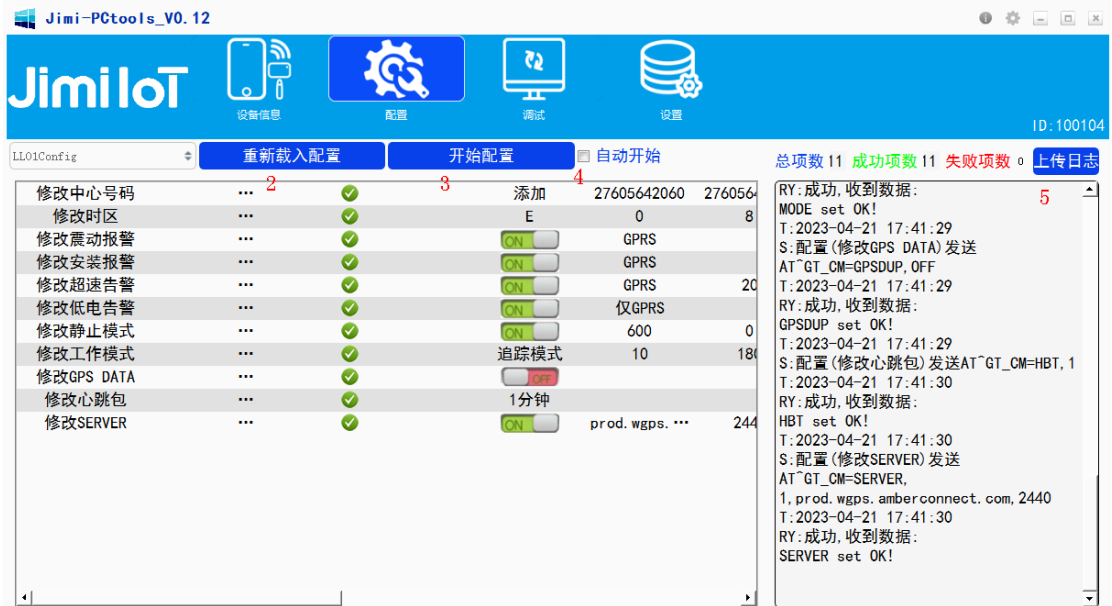 Jimi-PCtools_V0.12
Jimi IoT
设备信息
配置
调试
设置
ID:100104
LL01Config
重新载入配置
开始配置
自动开始
总项数 11 成功项数 11 失败项数 0 上传日志
2
3
4
5
修改中心号码 ... 添加 27605642060 2760564
修改时区 ... E 0 8
修改震动报警 ... ON GPRS
修改安装报警 ... ON GPRS
修改超速告警 ... ON GPRS 20
修改低电告警 ... ON 仅GPRS
修改静止模式 ... ON 600 0
修改工作模式 ... 追踪模式 10 180
修改GPS DATA ... OFF
修改心跳包 ... 1分钟
修改SERVER ... ON prod.wgps.... 244
RY:成功,收到数据:
MODE set OK!
T:2023-04-21 17:41:29
S:配置(修改GPS DATA)发送
AT^GT_CM=GPSDUP,OFF
T:2023-04-21 17:41:29
RY:成功,收到数据:
GPSDUP set OK!
T:2023-04-21 17:41:29
S:配置(修改心跳包)发送AT^GT_CM=HBT,1
T:2023-04-21 17:41:30
RY:成功,收到数据:
HBT set OK!
T:2023-04-21 17:41:30
S:配置(修改SERVER)发送
AT^GT_CM=SERVER,
1,prod.wgps.amberconnect.com,2440
T:2023-04-21 17:41:30
RY:成功,收到数据:
SERVER set OK!